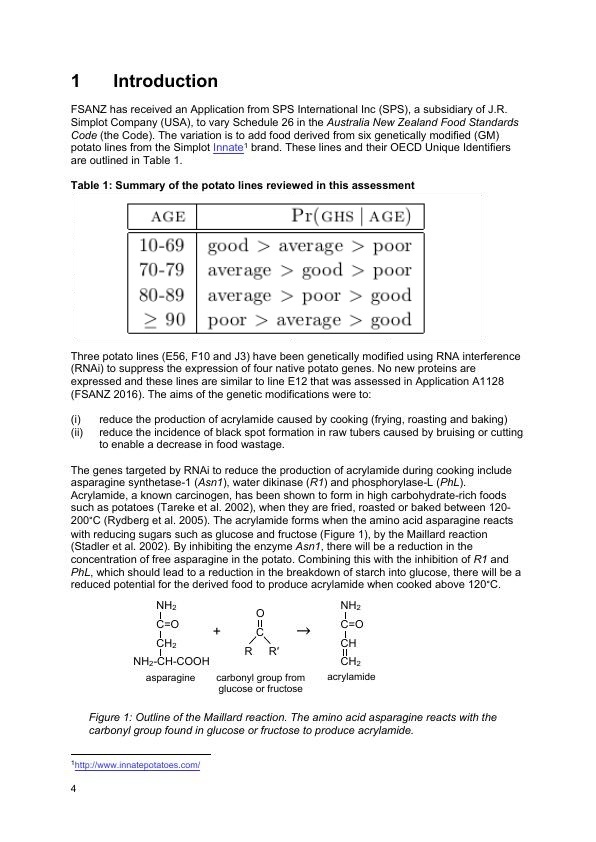 1 Introduction
FSANZ has received an Application from SPS International Inc (SPS), a subsidiary of J.R.
Simplot Company (USA), to vary Schedule 26 in the Australia New Zealand Food Standards
Code (the Code). The variation is to add food derived from six genetically modified (GM)
potato lines from the Simplot Innate¹ brand. These lines and their OECD Unique Identifiers
are outlined in Table 1.
Table 1: Summary of the potato lines reviewed in this assessment
AGE Pr(GHS | AGE)
10-69 good > average > poor
70-79 average > good > poor
80-89 average > poor > good
≥ 90 poor > average > good
Three potato lines (E56, F10 and J3) have been genetically modified using RNA interference
(RNAi) to suppress the expression of four native potato genes. No new proteins are
expressed and these lines are similar to line E12 that was assessed in Application A1128
(FSANZ 2016). The aims of the genetic modifications were to:
(i) reduce the production of acrylamide caused by cooking (frying, roasting and baking)
(ii) reduce the incidence of black spot formation in raw tubers caused by bruising or cutting
to enable a decrease in food wastage.
The genes targeted by RNAi to reduce the production of acrylamide during cooking include
asparagine synthetase-1 (Asn1), water dikinase (R1) and phosphorylase-L (PhL).
Acrylamide, a known carcinogen, has been shown to form in high carbohydrate-rich foods
such as potatoes (Tareke et al. 2002), when they are fried, roasted or baked between 120-
200°C (Rydberg et al. 2005). The acrylamide forms when the amino acid asparagine reacts
with reducing sugars such as glucose and fructose (Figure 1), by the Maillard reaction
(Stadler et al. 2002). By inhibiting the enzyme Asn1, there will be a reduction in the
concentration of free asparagine in the potato. Combining this with the inhibition of R1 and
PhL, which should lead to a reduction in the breakdown of starch into glucose, there will be a
reduced potential for the derived food to produce acrylamide when cooked above 120°C.
NH₂
C=O
CH₂
NH₂-CH-COOH
asparagine
+
O
C
R R′
carbonyl group from
glucose or fructose
→
NH₂
C=O
CH
CH₂
acrylamide
Figure 1: Outline of the Maillard reaction. The amino acid asparagine reacts with the
carbonyl group found in glucose or fructose to produce acrylamide.
¹http://www.innatepotatoes.com/
4